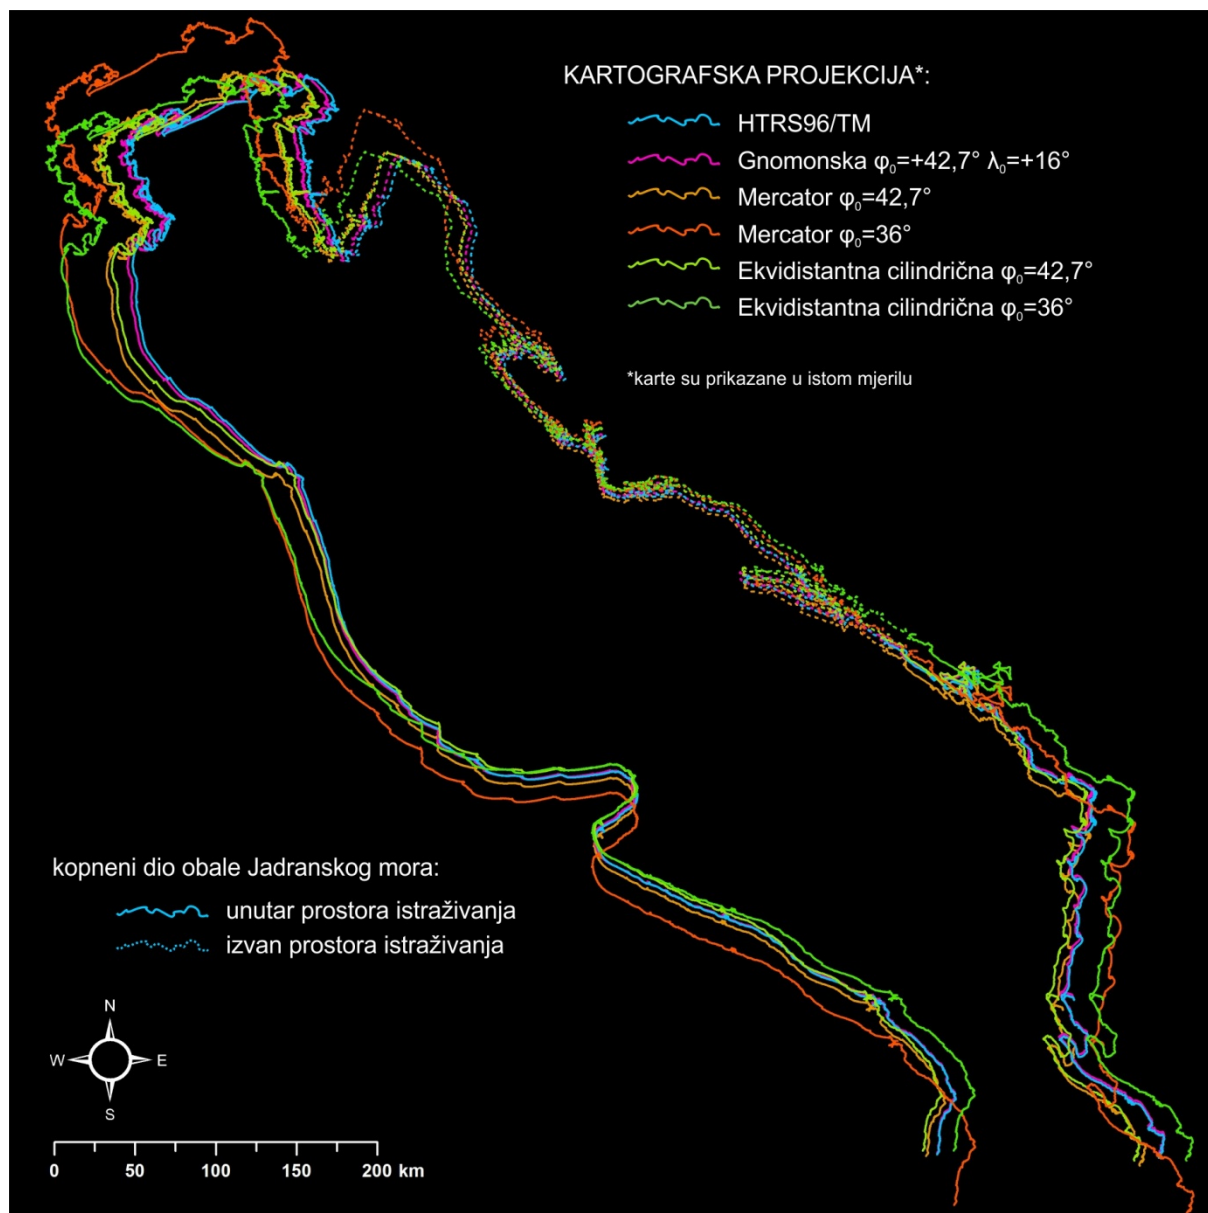 KARTOGRAFSKA PROJEKCIJA*:
HTRS96/TM
Gnomonska φ₀=+42,7° λ₀=+16°
Mercator φ₀=42,7°
Mercator φ₀=36°
Ekvidistantna cilindrična φ₀=42,7°
Ekvidistantna cilindrična φ₀=36°
*karte su prikazane u istom mjerilu
kopneni dio obale Jadranskog mora:
unutar prostora istraživanja
izvan prostora istraživanja
N
W E
S
0 50 100 150 200 km